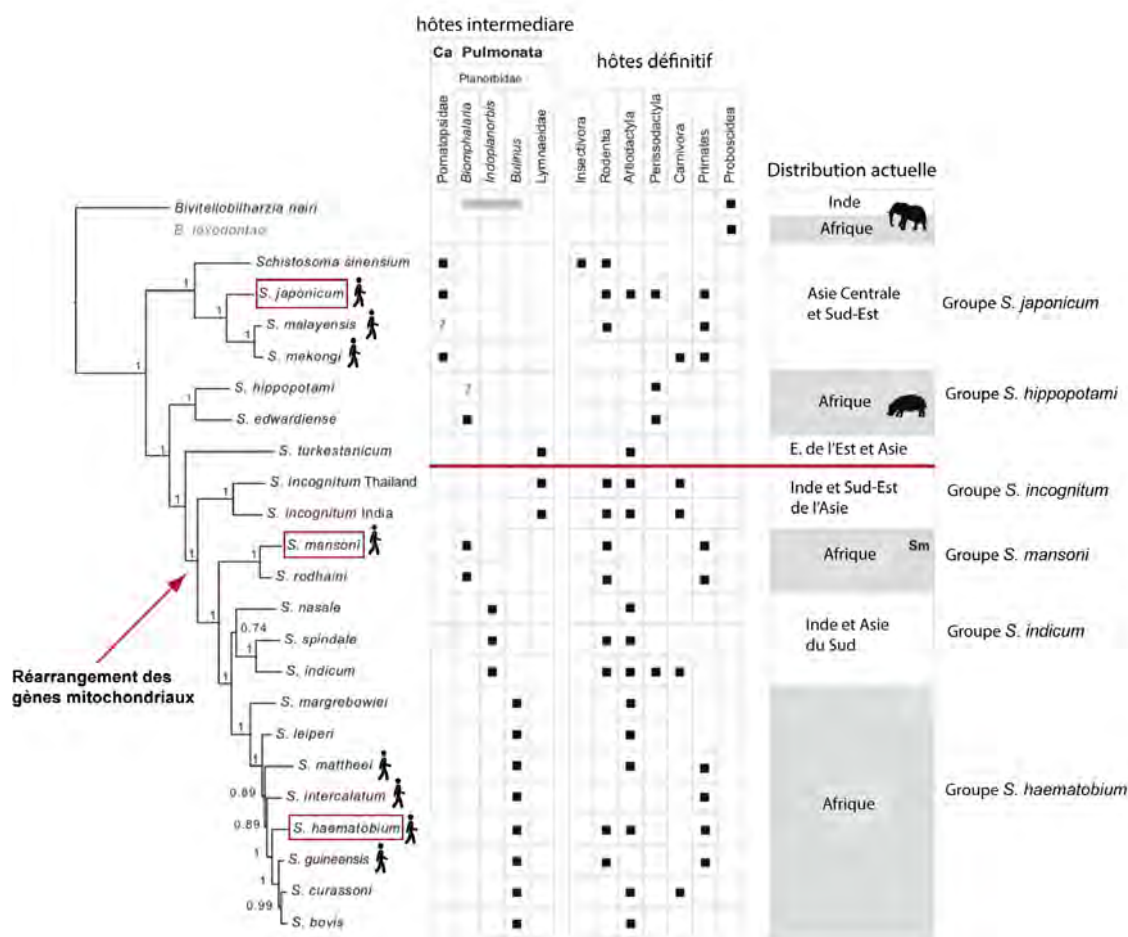 hôtes intermediare
Ca Pulmonata
Planorbidae
hôtes définitif
Pomatopsidae
Biomphalaria
Indoplanorbis
Bulinus
Lymnaeidae
Insectivora
Rodentia
Artiodactyla
Perissodactyla
Carnivora
Primates
Proboscidea
Distribution actuelle
Bivitellobilharzia nairi
Inde
B. loxodontae
Afrique
Schistosoma sinensium
S. japonicum
Asie Centrale
et Sud-Est
Groupe S. japonicum
S. malayensis
?
S. mekongi
S. hippopotami
?
Afrique
Groupe S. hippopotami
S. edwardiense
S. turkestanicum
E. de l'Est et Asie
S. incognitum Thailand
Inde et Sud-Est
de l'Asie
Groupe S. incognitum
S. incognitum India
S. mansoni
Afrique
Sm
Groupe S. mansoni
S. rodhaini
S. nasale
Inde et Asie
du Sud
Groupe S. indicum
S. spindale
S. indicum
Réarrangement des
gènes mitochondriaux
S. margrebowiei
S. leiperi
S. mattheei
S. intercalatum
Afrique
Groupe S. haematobium
S. haematobium
S. guineensis
S. curassoni
S. bovis
1
1
1
1
1
1
1
1
1
1
0.74
1
1
1
0.89
0.89
1
1
0.99